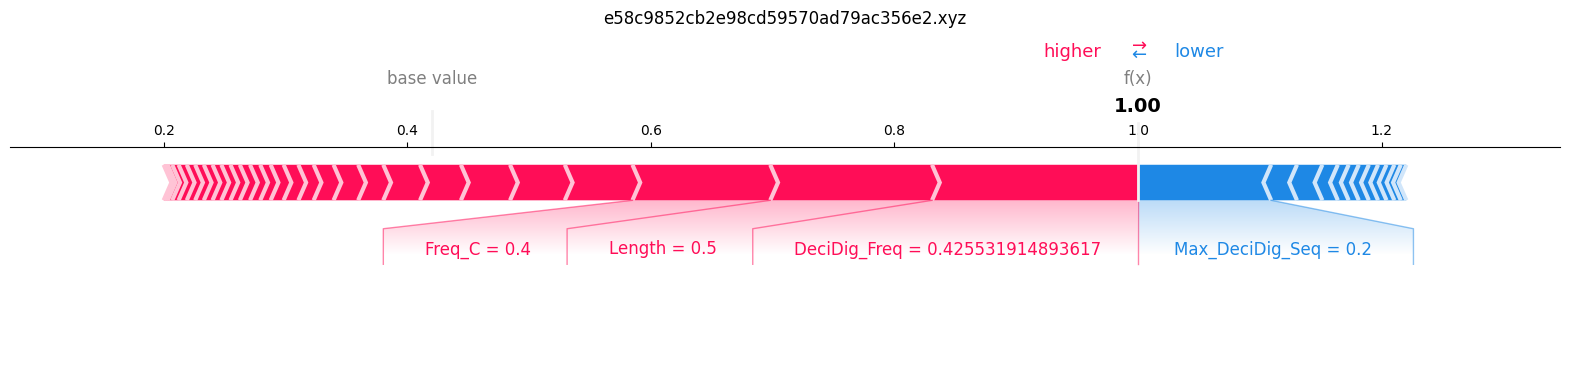 e58c9852cb2e98cd59570ad79ac356e2.xyz
higher ⇄ lower
base value
f(x)
1.00
0.2 0.4 0.6 0.8 1.0 1.2
Freq_C = 0.4
Length = 0.5
DeciDig_Freq = 0.425531914893617
Max_DeciDig_Seq = 0.2